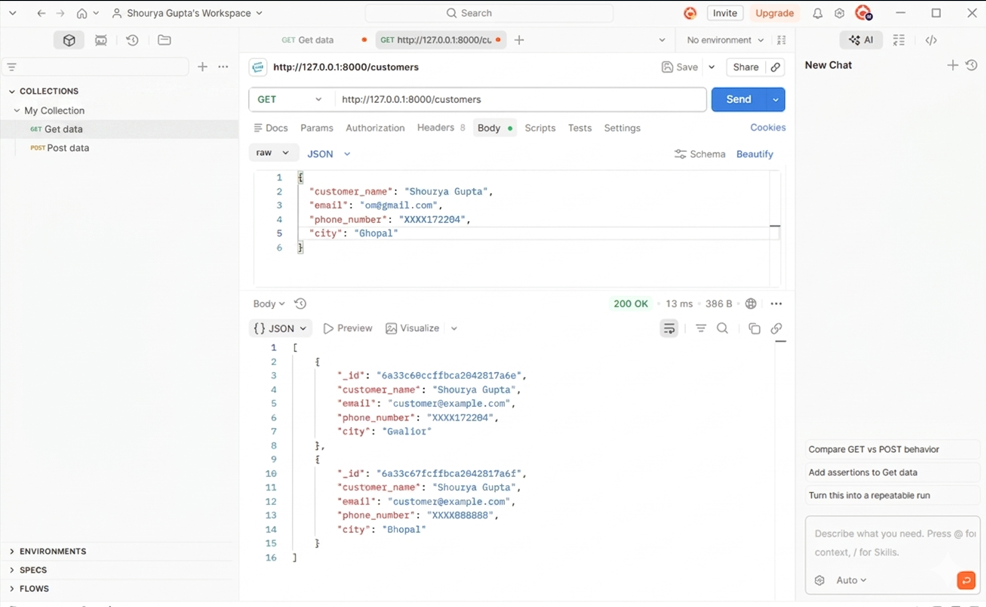 Shourya Gupta's Workspace
Search
Invite
Upgrade
GET Get data
GET http://127.0.0.1:8000/cu
No environment
AI
http://127.0.0.1:8000/customers
Save
Share
New Chat
COLLECTIONS
My Collection
GET Get data
POST Post data
GET
http://127.0.0.1:8000/customers
Send
Docs Params Authorization Headers 8 Body Scripts Tests Settings
Cookies
raw JSON
Schema Beautify
1 {
2 "customer_name": "Shourya Gupta",
3 "email": "om@gmail.com",
4 "phone_number": "XXXX172204",
5 "city": "Ghopal"
6 }
Body
200 OK • 13 ms • 386 B
{} JSON Preview Visualize
1 [
2 {
3 "_id": "6a33c60ccffbca2042817a6e",
4 "customer_name": "Shourya Gupta",
5 "email": "customer@example.com",
6 "phone_number": "XXXX172204",
7 "city": "Gwalior"
8 },
9 {
10 "_id": "6a33c67fcffbca2042817a6f",
11 "customer_name": "Shourya Gupta",
12 "email": "customer@example.com",
13 "phone_number": "XXXX888888",
14 "city": "Bhopal"
15 }
16 ]
Compare GET vs POST behavior
Add assertions to Get data
Turn this into a repeatable run
Describe what you need. Press @ for
context, / for Skills.
Auto
ENVIRONMENTS
SPECS
FLOWS